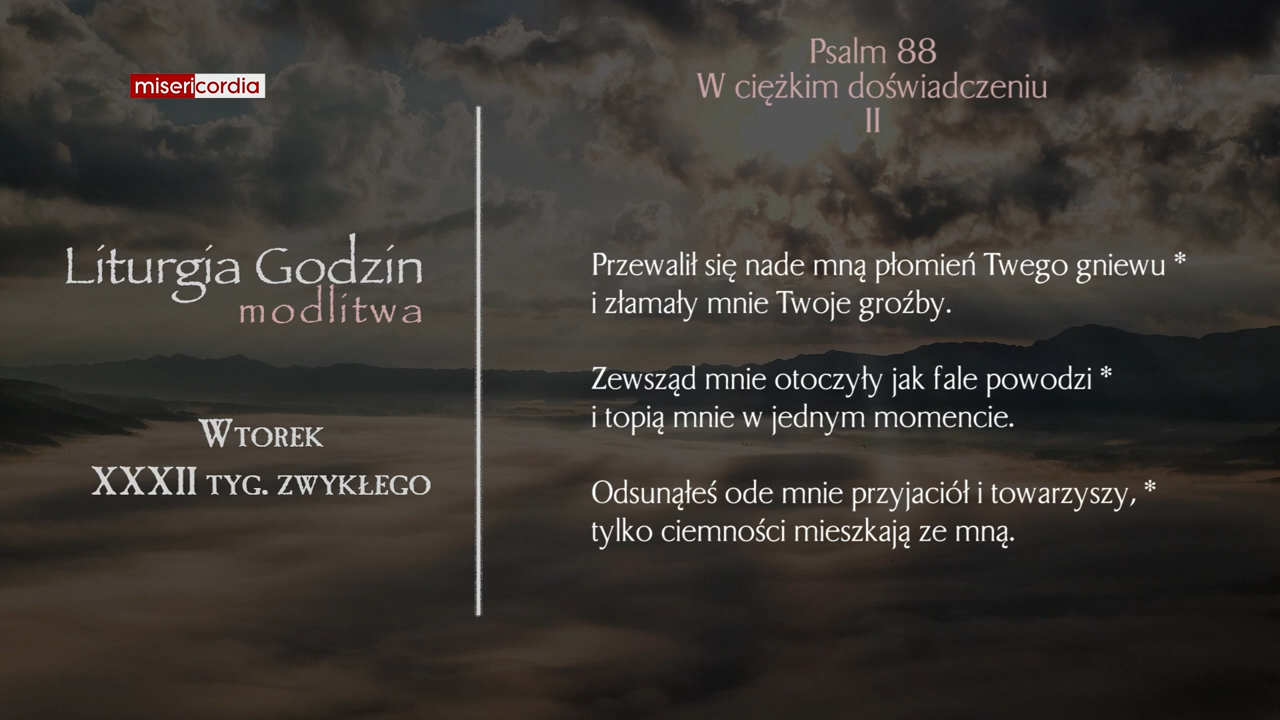 misericordia
Liturgia Godzin
modlitwa
Wtorek
XXXII tyg. zwykłego
Psalm 88
W ciężkim doświadczeniu
II
Przewalił się nade mną płomień Twego gniewu *
i złamały mnie Twoje groźby.
Zewsząd mnie otoczyły jak fale powodzi *
i topią mnie w jednym momencie.
Odsunąłeś ode mnie przyjaciół i towarzyszy, *
tylko ciemności mieszkają ze mną.